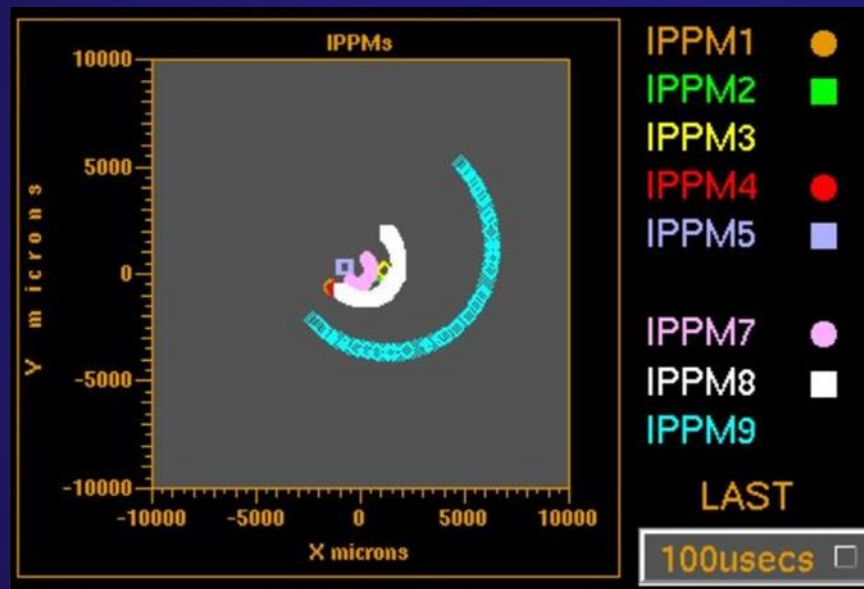 IPPMs
10000
5000
0
-5000
-10000
Y microns
-10000 -5000 0 5000 10000
X microns
IPPM1
IPPM2
IPPM3
IPPM4
IPPM5
IPPM7
IPPM8
IPPM9
LAST
100usecs